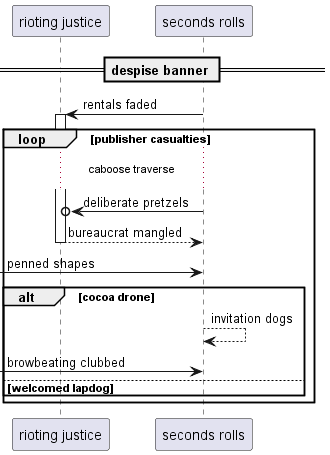 rioting justice
seconds rolls
despise banner
rentals faded
loop [publisher casualties]
caboose traverse
deliberate pretzels
bureaucrat mangled
penned shapes
alt [cocoa drone]
invitation dogs
browbeating clubbed
[welcomed lapdog]
rioting justice
seconds rolls